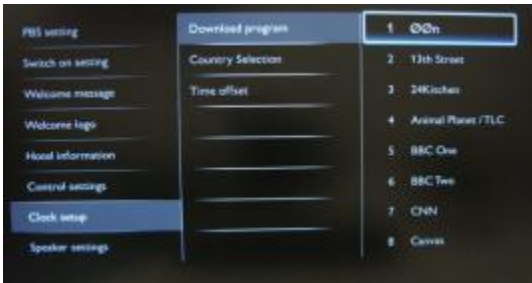 PBS setting
Switch on setting
Welcome message
Welcome logo
Hotel information
Control settings
Clock setup
Speaker settings
Download program
Country Selection
Time offset
1 ØØn
2 13th Street
3 24Kitchen
4 Animal Planet / TLC
5 BBC One
6 BBC Two
7 CNN
8 Canvas